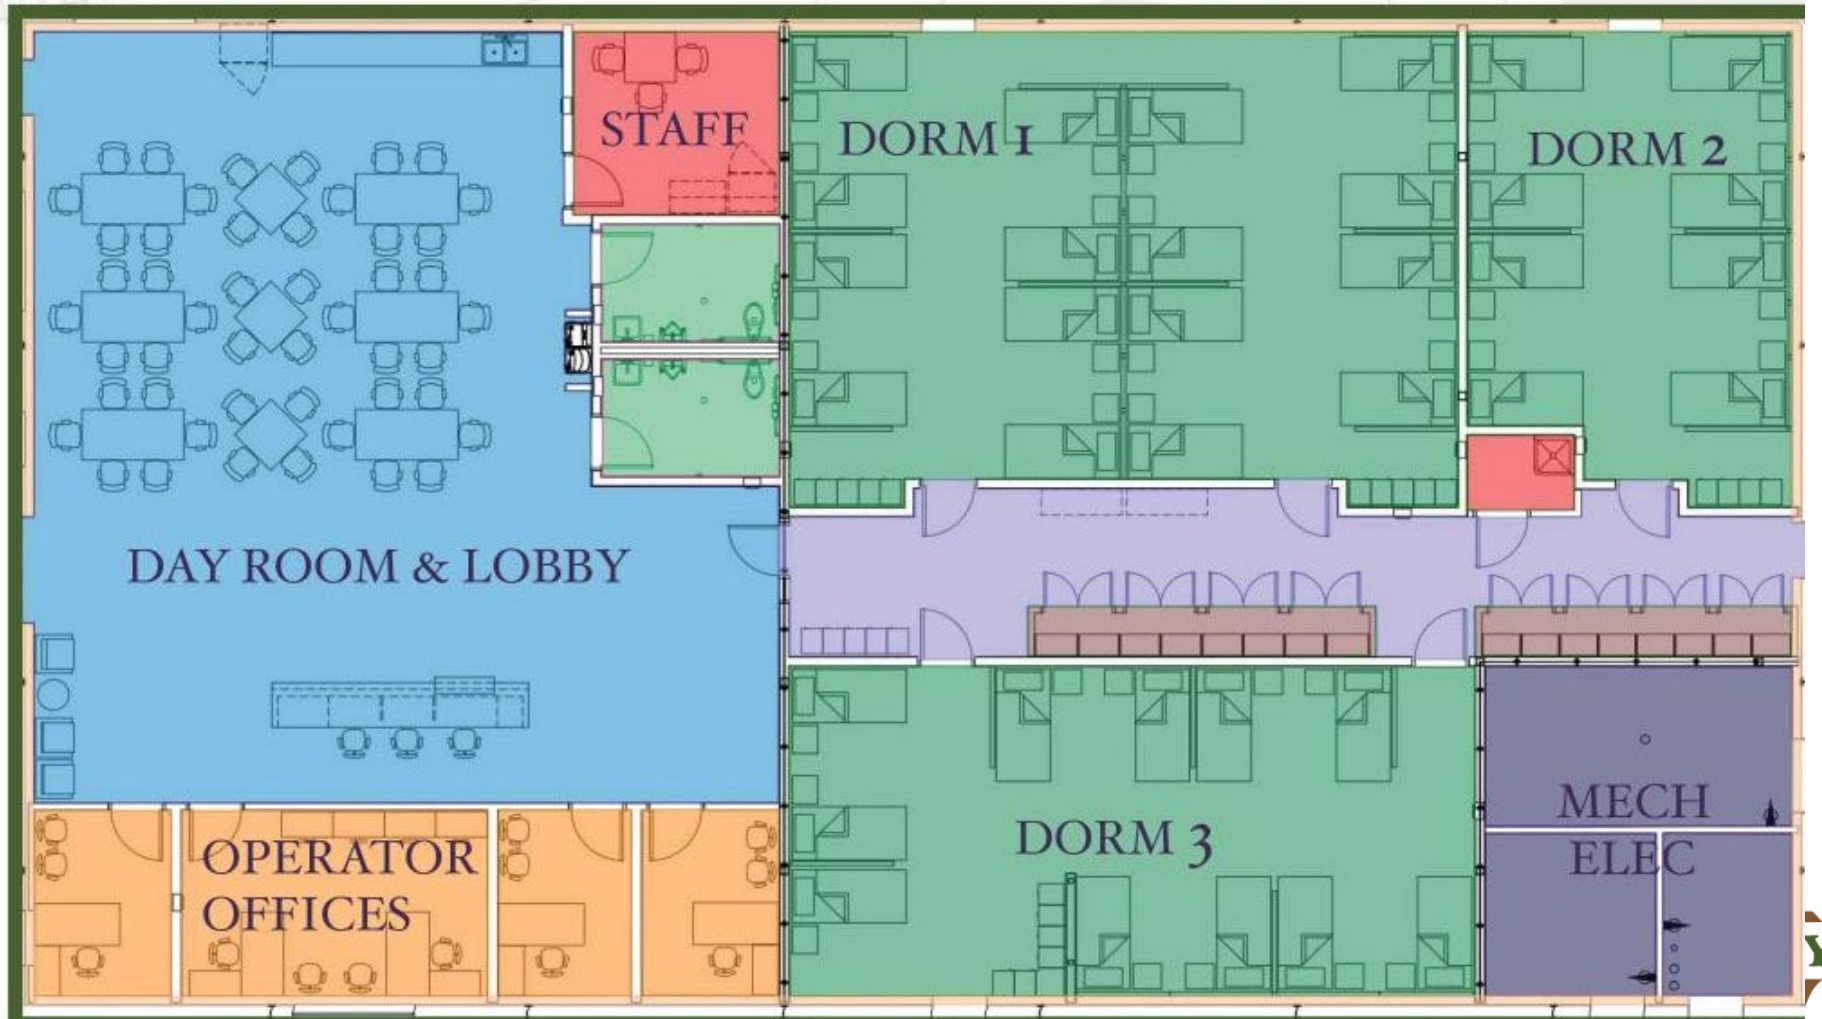 STAFF
DORM 1
DORM 2
DAY ROOM & LOBBY
OPERATOR
OFFICES
DORM 3
MECH
ELEC